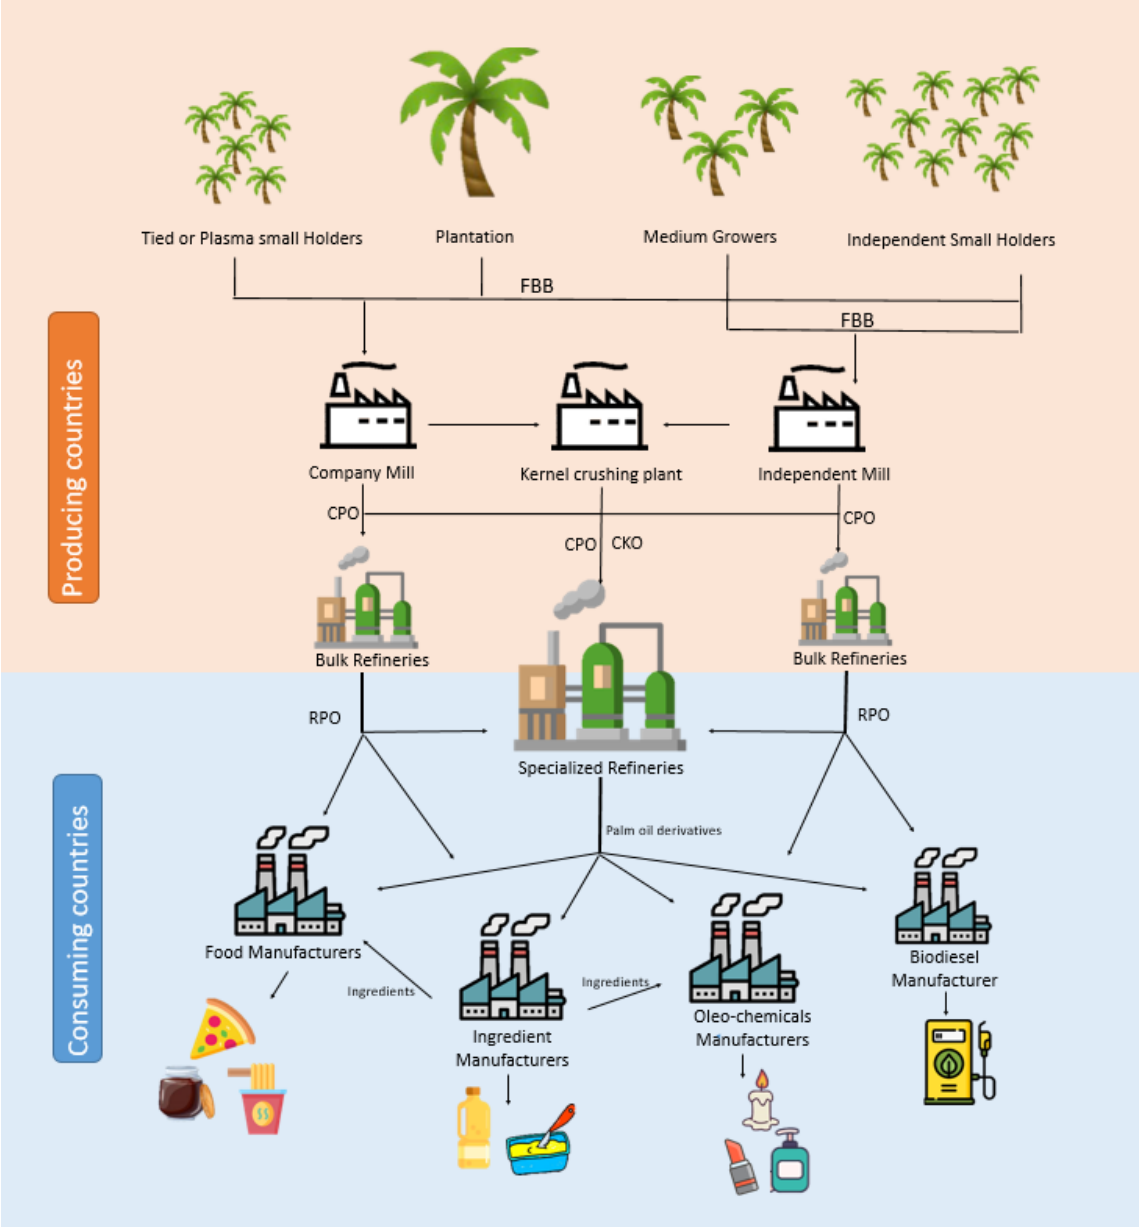 Tied or Plasma small Holders
Plantation
Medium Growers
Independent Small Holders
FBB
FBB
Producing countries
Company Mill
Kernel crushing plant
Independent Mill
CPO
CPO
CPO
CKO
Bulk Refineries
Bulk Refineries
RPO
RPO
Specialized Refineries
Consuming countries
Palm oil derivatives
Food Manufacturers
Biodiesel
Manufacturer
Ingredients
Ingredients
Ingredient
Manufacturers
Oleo-chemicals
Manufacturers
$$